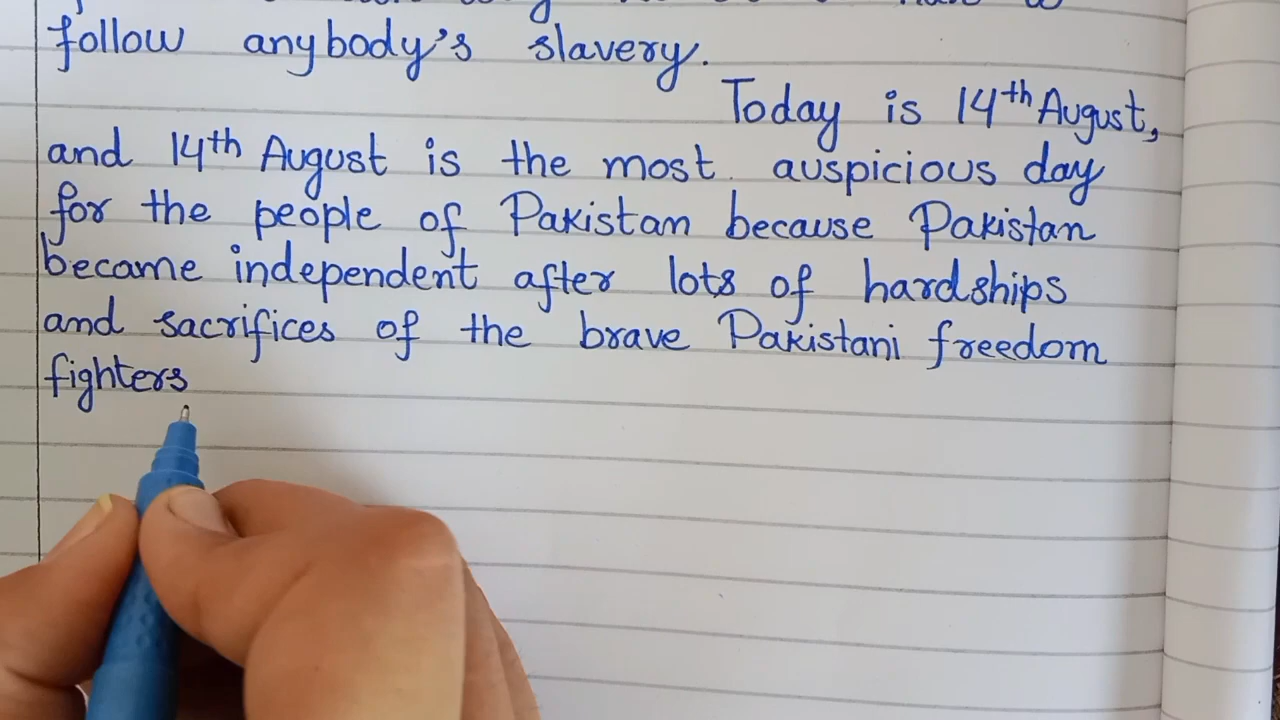 follow anybody's slavery.
Today is 14th August,
and 14th August is the most auspicious day
for the people of Pakistan because Pakistan
became independent after lots of hardships
and sacrifices of the brave Pakistani freedom
fighters